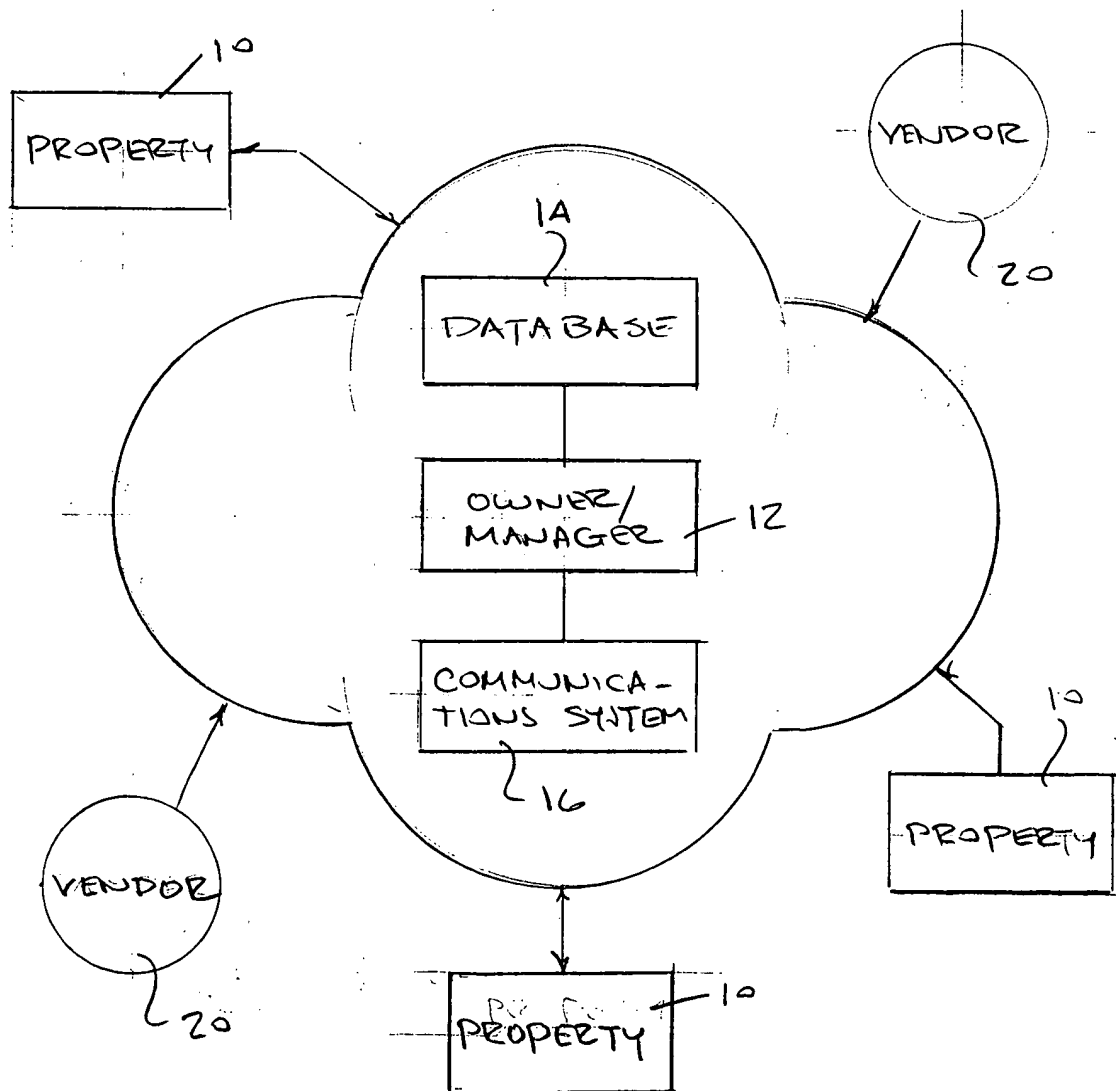 10
PROPERTY
VENDOR
20
1A
DATABASE
OWNER/
MANAGER
12
COMMUNICA-
TIONS SYSTEM
16
10
PROPERTY
VENDOR
20
10
PROPERTY